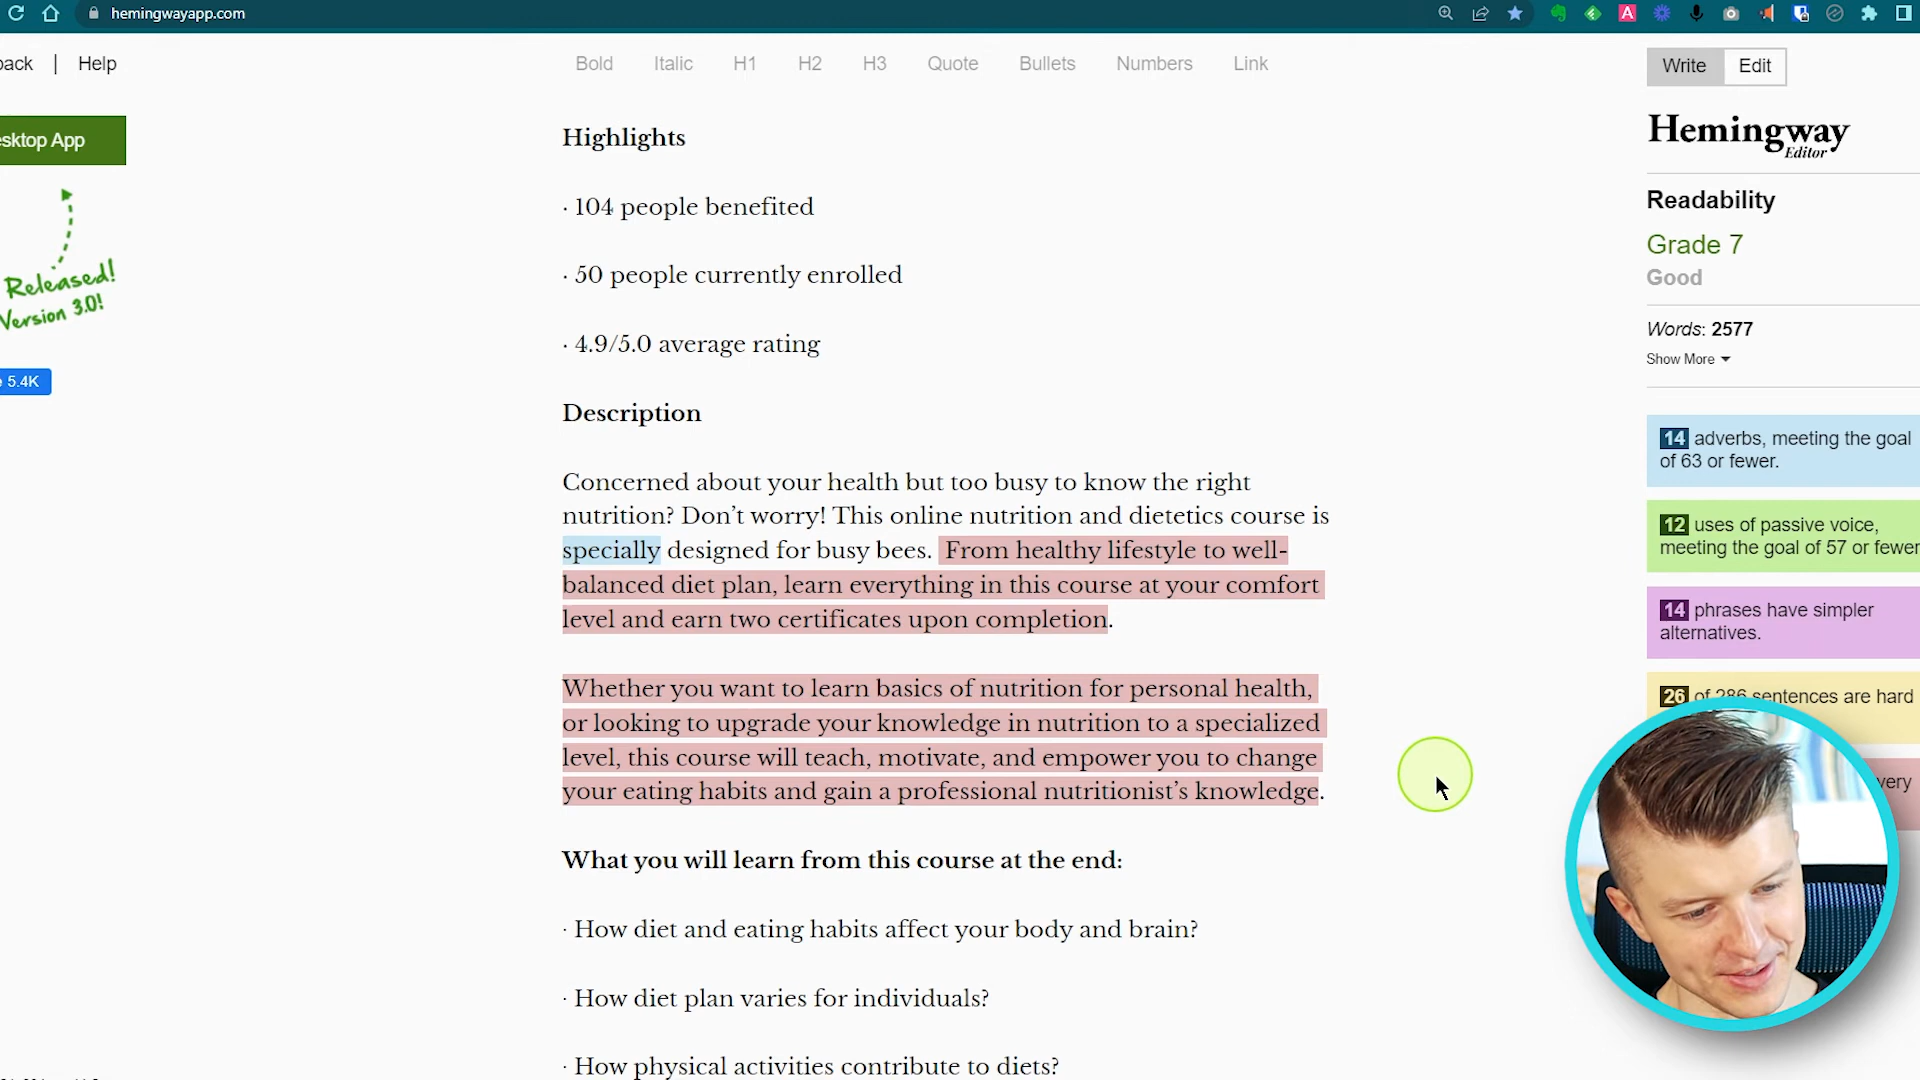 hemingwayapp.com
back | Help
Bold Italic H1 H2 H3 Quote Bullets Numbers Link
Write Edit
Desktop App
Released!
Version 3.0!
5.4K
Highlights
· 104 people benefited
· 50 people currently enrolled
· 4.9/5.0 average rating
Description
Concerned about your health but too busy to know the right
nutrition? Don’t worry! This online nutrition and dietetics course is
specially designed for busy bees. From healthy lifestyle to well-
balanced diet plan, learn everything in this course at your comfort
level and earn two certificates upon completion.
Whether you want to learn basics of nutrition for personal health,
or looking to upgrade your knowledge in nutrition to a specialized
level, this course will teach, motivate, and empower you to change
your eating habits and gain a professional nutritionist’s knowledge.
What you will learn from this course at the end:
· How diet and eating habits affect your body and brain?
· How diet plan varies for individuals?
· How physical activities contribute to diets?
Hemingway
Editor
Readability
Grade 7
Good
Words: 2577
Show More
14 adverbs, meeting the goal
of 63 or fewer.
12 uses of passive voice,
meeting the goal of 57 or fewer
14 phrases have simpler
alternatives.
26 of 286 sentences are hard
very